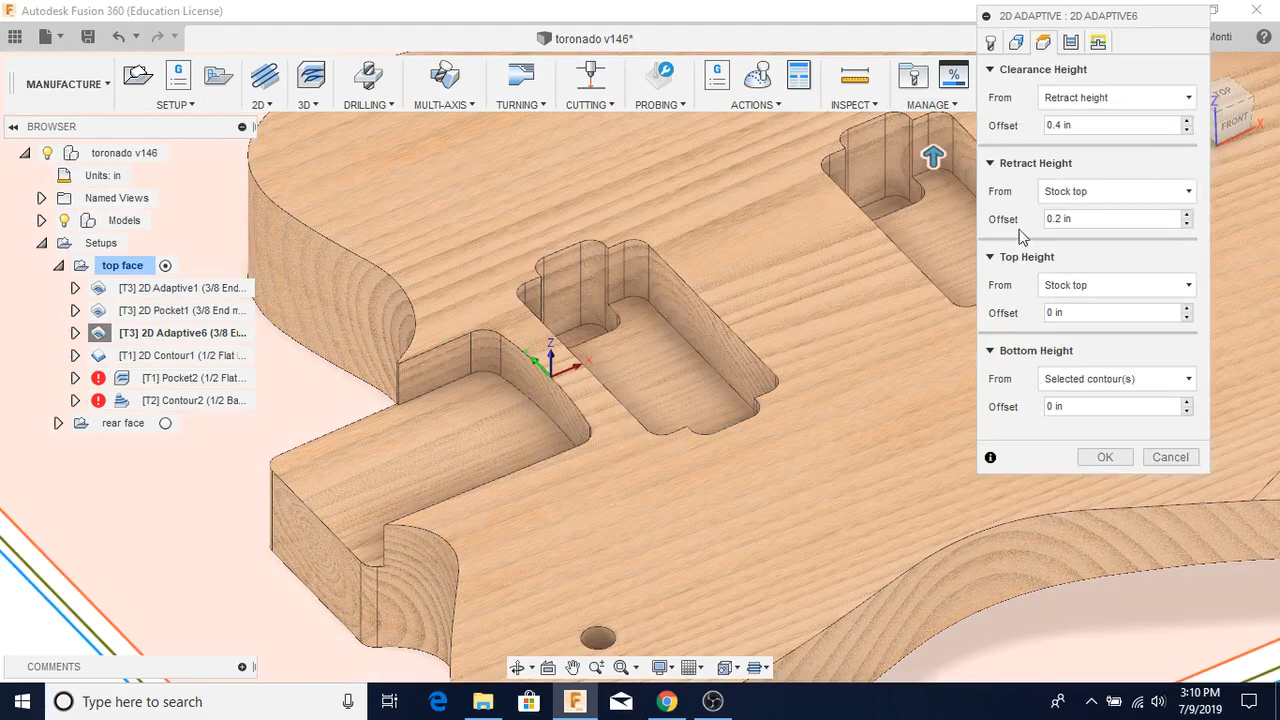 Autodesk Fusion 360 (Education License)
toronado v146*
Monti
MANUFACTURE
G
G
%
SETUP
2D
3D
DRILLING
MULTI-AXIS
TURNING
CUTTING
PROBING
ACTIONS
INSPECT
MANAGE
BROWSER
toronado v146
Units: in
Named Views
Models
Setups
top face
[T3] 2D Adaptive1 (3/8 End...
[T3] 2D Pocket1 (3/8 End m...
[T3] 2D Adaptive6 (3/8 E...
[T1] 2D Contour1 (1/2 Flat ...
[T1] Pocket2 (1/2 Flat...
[T2] Contour2 (1/2 Ba...
rear face
2D ADAPTIVE : 2D ADAPTIVE6
Clearance Height
From Retract height
Offset 0.4 in
Retract Height
From Stock top
Offset 0.2 in
Top Height
From Stock top
Offset 0 in
Bottom Height
From Selected contour(s)
Offset 0 in
OK Cancel
TOP
FRONT
Z
X
Z
X
COMMENTS
Type here to search
3:10 PM
7/9/2019